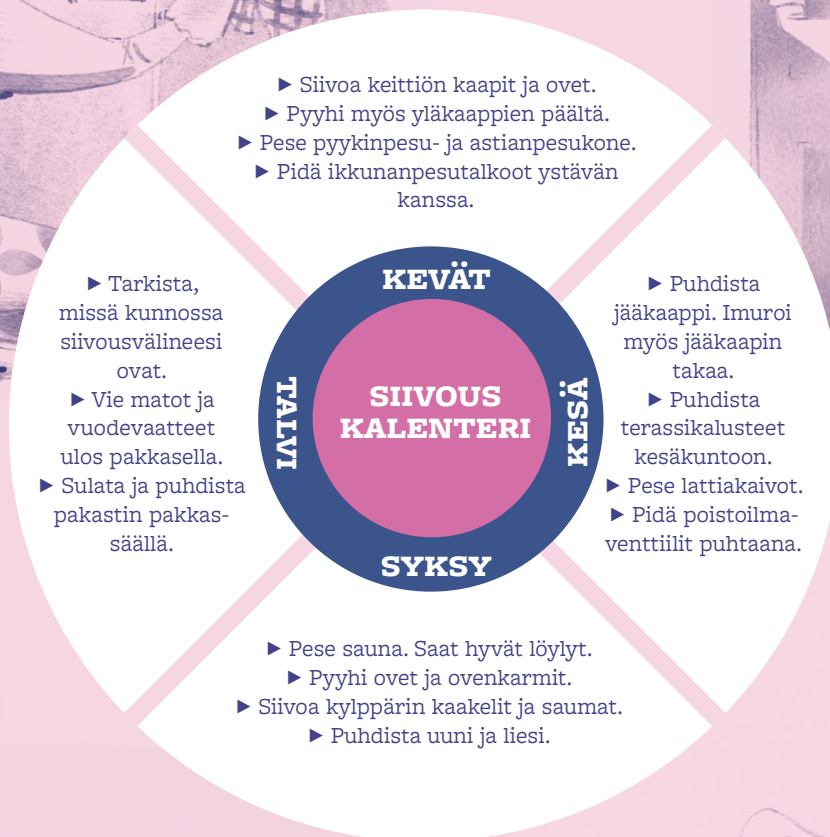 ▶ Siivoa keittiön kaapit ja ovet.
▶ Pyyhi myös yläkaappien päältä.
▶ Pese pyykinpesu- ja astianpesukone.
▶ Pidä ikkunanpesutalkoot ystävän
kanssa.
KEVÄT
▶ Tarkista,
missä kunnossa
siivousvälineesi
ovat.
▶ Vie matot ja
vuodevaatteet
ulos pakkasella.
▶ Sulata ja puhdista
pakastin pakkas-
säällä.
TALVI
SIIVOUS
KALENTERI
KESÄ
▶ Puhdista
jääkaappi. Imuroi
myös jääkaapin
takaa.
▶ Puhdista
terassikalusteet
kesäkuntoon.
▶ Pese lattiakaivot.
▶ Pidä poistoilma-
venttiilit puhtaana.
SYKSY
▶ Pese sauna. Saat hyvät löylyt.
▶ Pyyhi ovet ja ovenkarmit.
▶ Siivoa kylppärin kaakelit ja saumat.
▶ Puhdista uuni ja liesi.